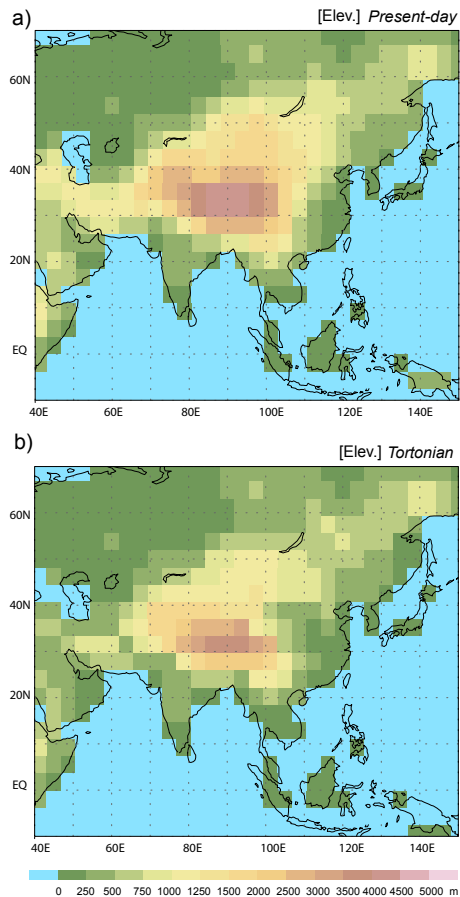 a)
[Elev.] Present-day
60N
40N
20N
EQ
40E 60E 80E 100E 120E 140E
b)
[Elev.] Tortonian
60N
40N
20N
EQ
40E 60E 80E 100E 120E 140E
0 250 500 750 1000 1250 1500 2000 2500 3000 3500 4000 4500 5000 m